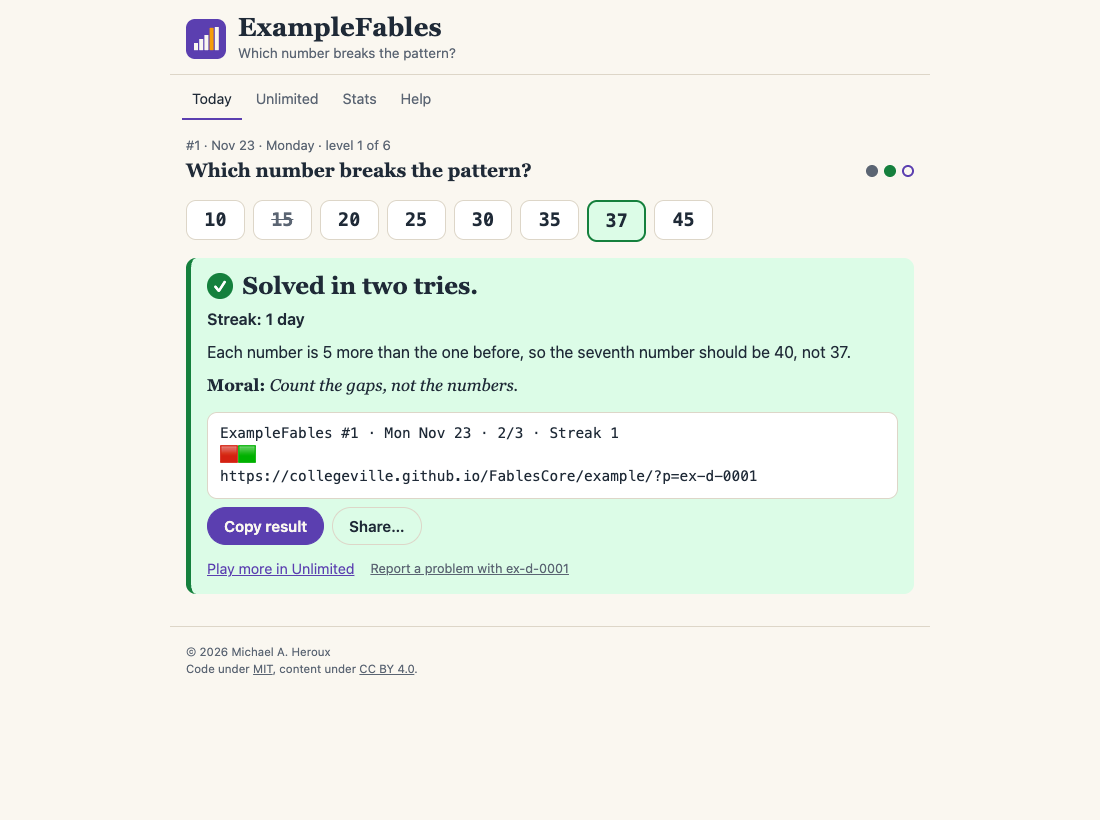 ExampleFables
Which number breaks the pattern?
Today Unlimited Stats Help
#1 · Nov 23 · Monday · level 1 of 6
Which number breaks the pattern?
10 15 20 25 30 35 37 45
Solved in two tries.
Streak: 1 day
Each number is 5 more than the one before, so the seventh number should be 40, not 37.
Moral: Count the gaps, not the numbers.
ExampleFables #1 · Mon Nov 23 · 2/3 · Streak 1
https://collegeville.github.io/FablesCore/example/?p=ex-d-0001
Copy result Share...
Play more in Unlimited Report a problem with ex-d-0001
© 2026 Michael A. Heroux
Code under MIT, content under CC BY 4.0.